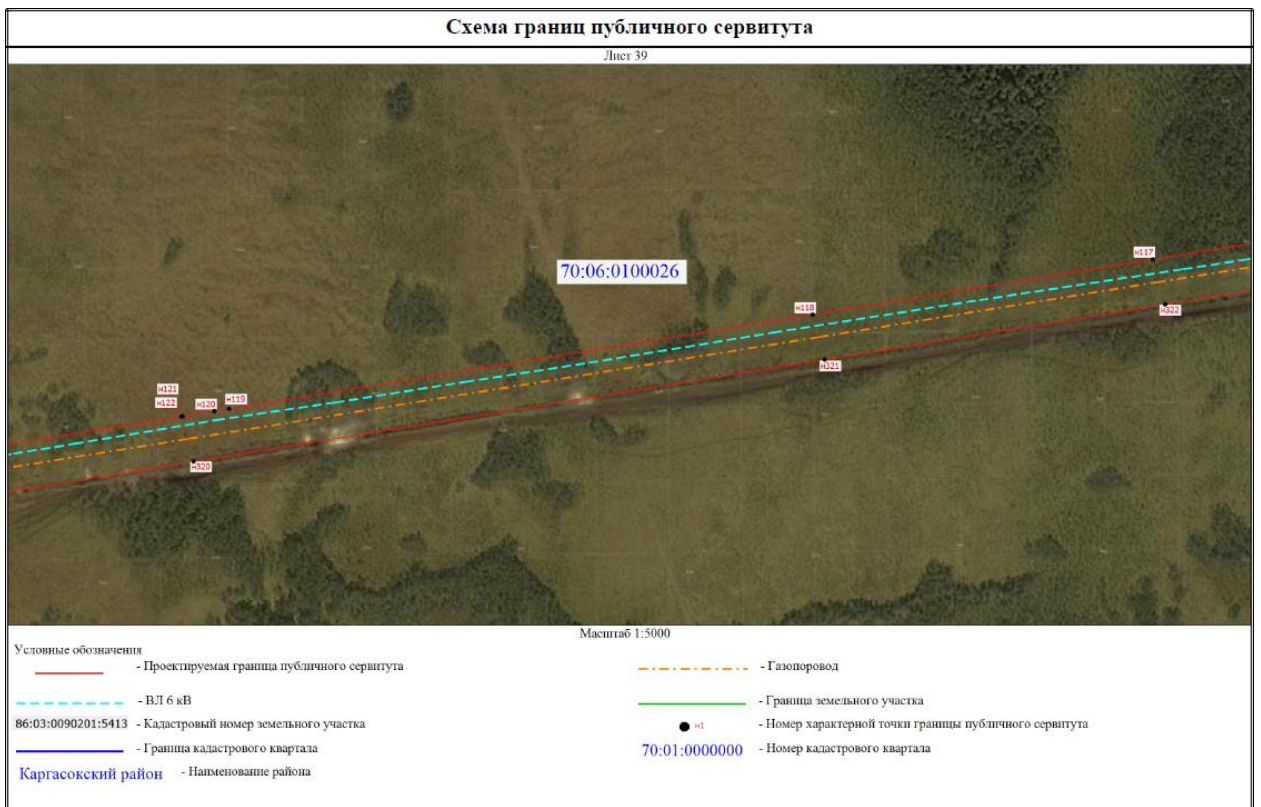 Схема границ публичного сервитута
Лист 39
70:06:0100026
н117
н118
н322
н321
н121
н122
н120
н119
н320
Масштаб 1:5000
Условные обозначения
- Проектируемая граница публичного сервитута
- Газопоровод
- ВЛ 6 кВ
- Граница земельного участка
86:03:0090201:5413 - Кадастровый номер земельного участка
н1 - Номер характерной точки границы публичного сервитута
- Граница кадастрового квартала
70:01:0000000 - Номер кадастрового квартала
Каргасокский район - Наименование района